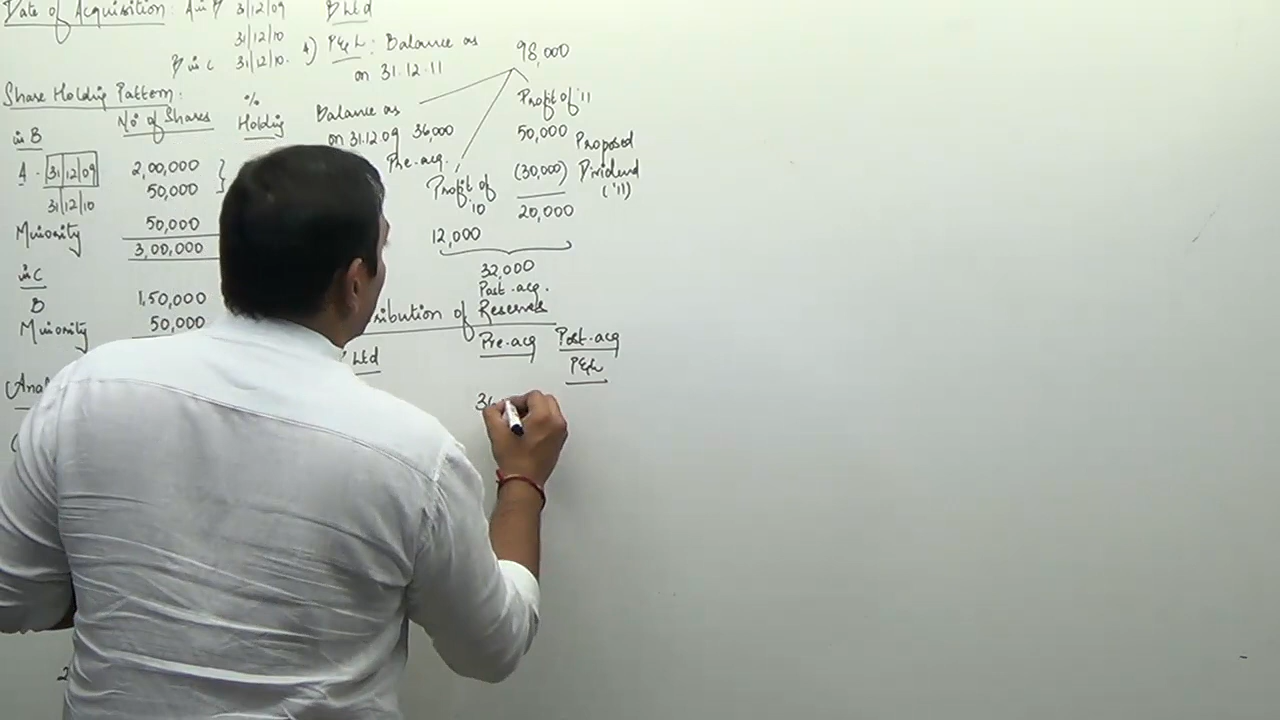 Date of Acquisition: A in B 31/12/09
31/12/10
B in C 31/12/10.
Share Holding Pattern:
No of Shares % Holding
in B
A - 31/12/09 2,00,000 }
31/12/10 50,000
Minority 50,000
3,00,000
in C
B 1,50,000
Minority 50,000
B Ltd
1) P&L: Balance as 98,000
on 31.12.11
Balance as
on 31.12.09 36,000
Pre-acq.
Profit of '10
12,000
Profit of '11
50,000
(30,000) Proposed Dividend ('11)
20,000
32,000
Post-acq.
ribution of Reserves
Pre-acq Post-acq
P&L
Ltd
36